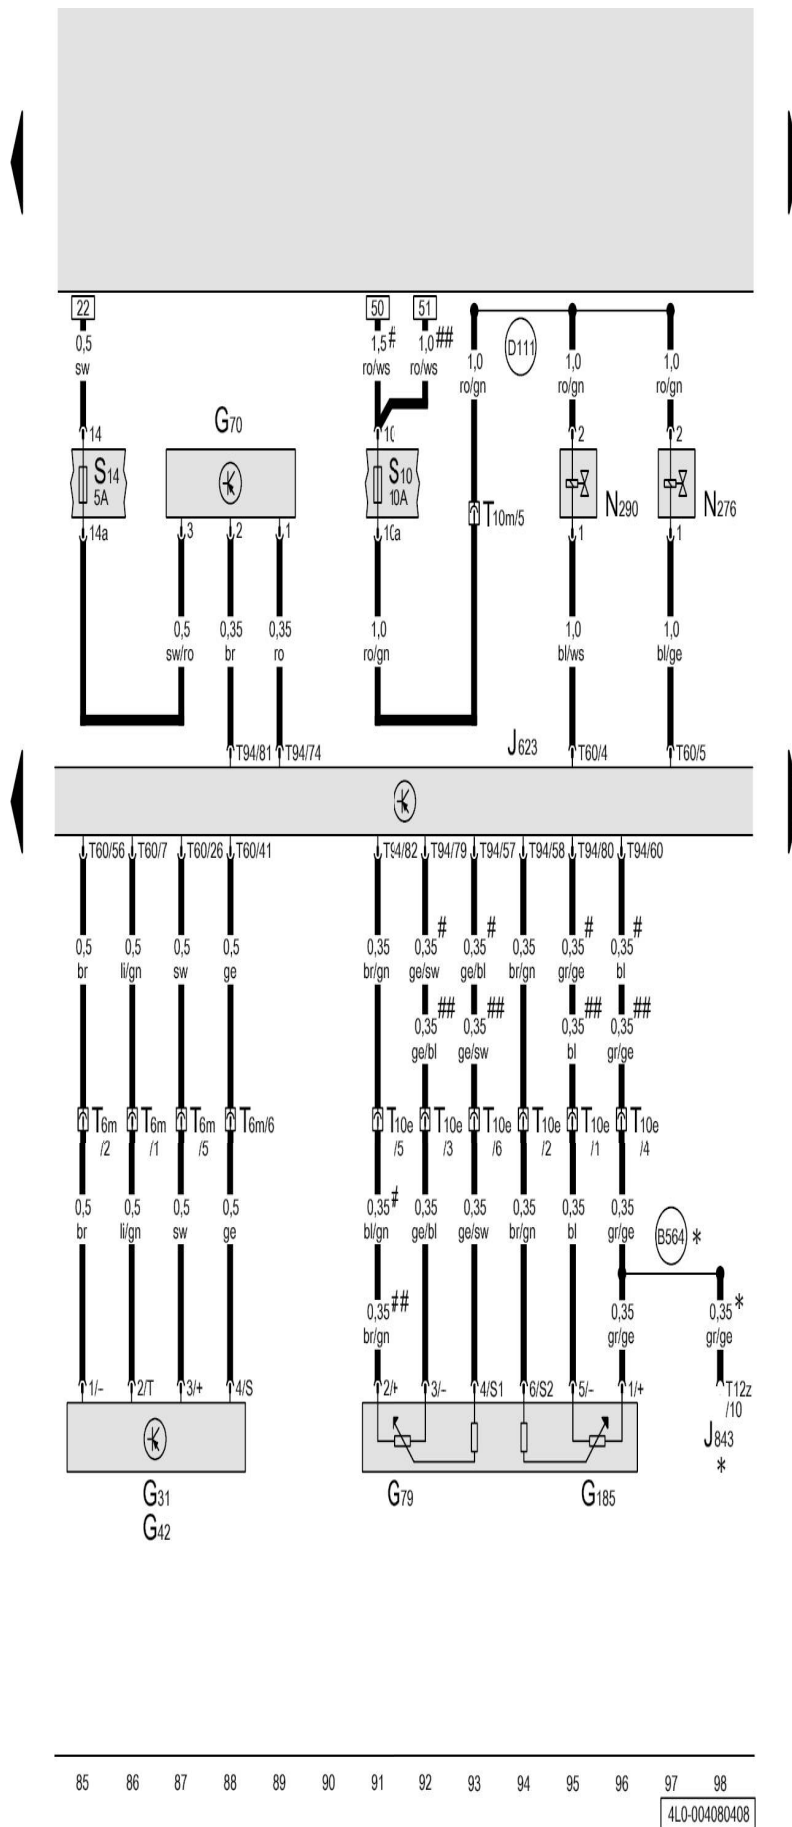 22 50 51
0,5 1,5# 1,0## 1,0 1,0 1,0
sw ro/ws ro/ws ro/gn ro/gn ro/gn
D111
G70
14 10 2 2
S14 S10
5A 10A
T10m/5 N290 N276
14a 3 2 1 10a 1 1
0,5 0,35 0,35 1,0 1,0 1,0
sw/ro br ro ro/gn bl/ws bl/ge
J623
T94/81 T94/74 T60/4 T60/5
T60/56 T60/7 T60/26 T60/41 T94/82 T94/79 T94/57 T94/58 T94/80 T94/60
# # # #
0,5 0,5 0,5 0,5 0,35 0,35 0,35 0,35 0,35 0,35
br li/gn sw ge br/gn ge/sw ge/bl br/gn gr/ge bl
## ## ## ##
0,35 0,35 0,35 0,35
ge/bl ge/sw bl gr/ge
T6m T6m T6m T6m/6 T10e T10e T10e T10e T10e T10e
/2 /1 /5 /5 /3 /6 /2 /1 /4
0,5 0,5 0,5 0,5 0,35# 0,35 0,35 0,35 0,35 0,35
br li/gn sw ge bl/gn ge/bl ge/sw br/gn bl gr/ge
B564 *
0,35## 0,35 0,35*
br/gn gr/ge gr/ge
1/- 2/T 3/+ 4/S 2/+ 3/- 4/S1 6/S2 5/- 1/+ T12z
/10
J843
*
G31 G79 G185
G42
85 86 87 88 89 90 91 92 93 94 95 96 97 98
4L0-004080408